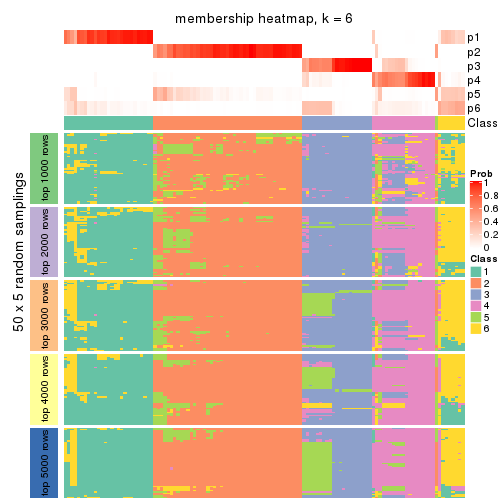 membership heatmap, k = 6
p1
p2
p3
p4
p5
p6
Class
50 x 5 random samplings
top 1000 rows
top 2000 rows
top 3000 rows
top 4000 rows
top 5000 rows
Prob
1
0.8
0.6
0.4
0.2
0
Class
1
2
3
4
5
6